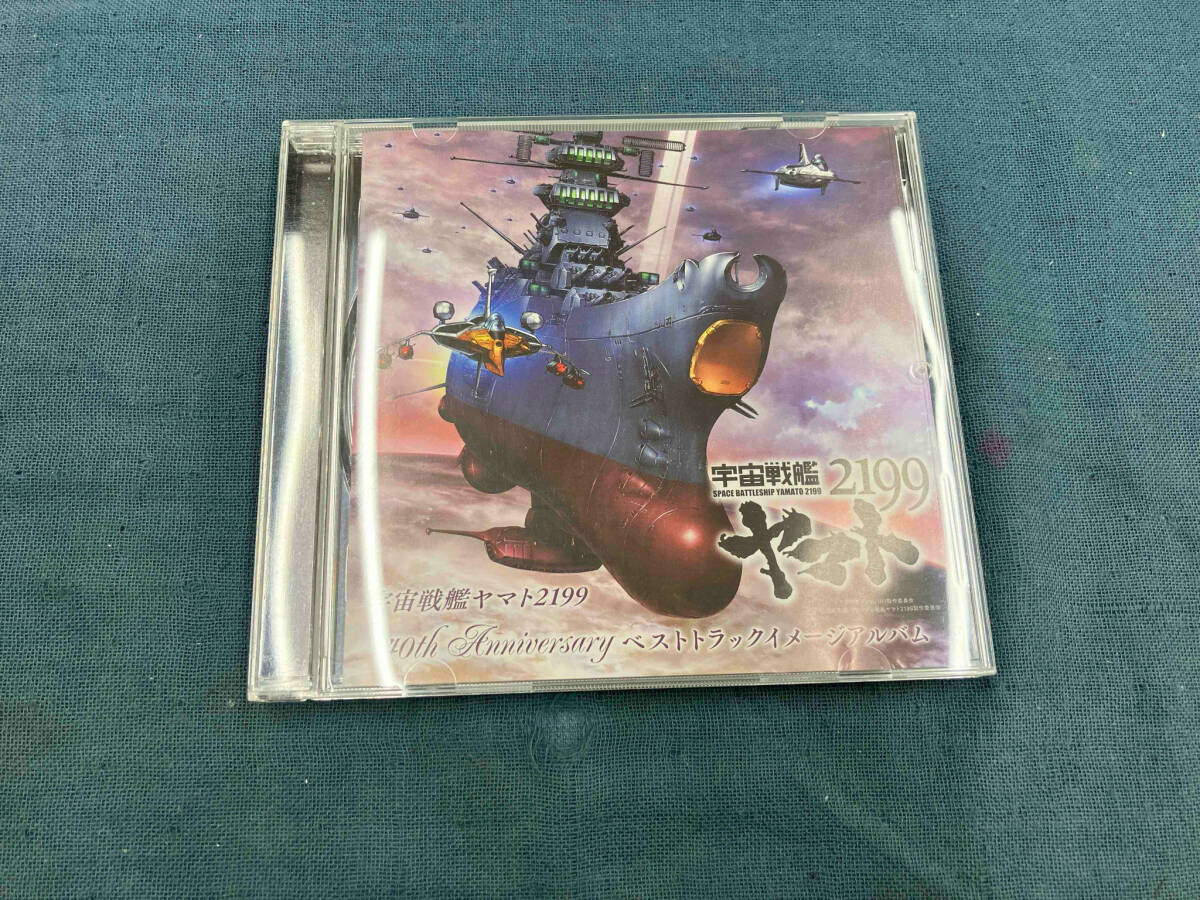 宇宙戦艦 2199
SPACE BATTLESHIP YAMATO 2199
ヤマト
宇宙戦艦ヤマト2199
40th Anniversary ベストトラックイメージアルバム